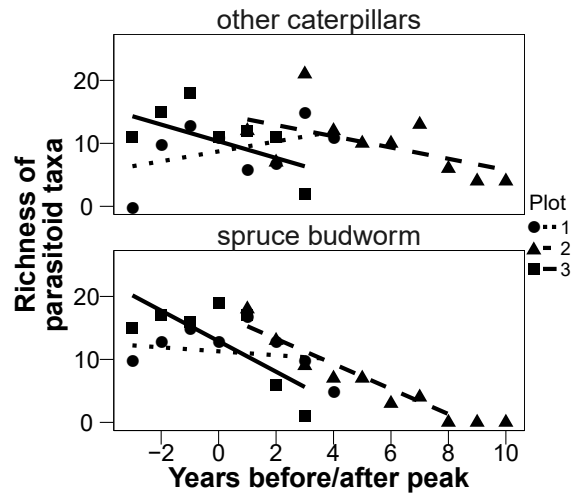 other caterpillars
20
10
0
Richness of
parasitoid taxa
Plot
1
2
3
spruce budworm
20
10
0
−2 0 2 4 6 8 10
Years before/after peak